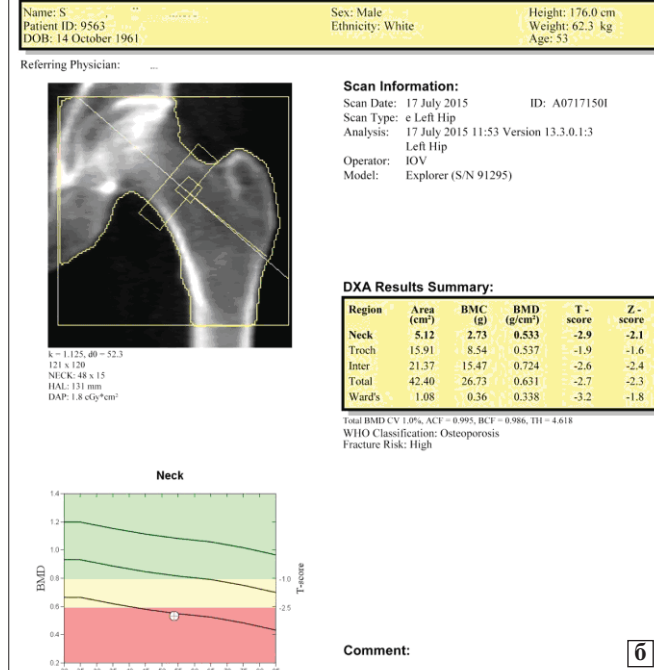 Name: S
Sex: Male
Height: 176.0 cm
Patient ID: 9563
Ethnicity: White
Weight: 62.3 kg
DOB: 14 October 1961
Age: 53
Referring Physician: ...
Scan Information:
Scan Date: 17 July 2015 ID: A0717150I
Scan Type: e Left Hip
Analysis: 17 July 2015 11:53 Version 13.3.0.1:3
Left Hip
Operator: IOV
Model: Explorer (S/N 91295)
k = 1.125, d0 = 52.3
121 x 120
NECK: 48 x 15
HAL: 131 mm
DAP: 1.8 cGy*cm²
DXA Results Summary:
Region Area (cm²) BMC (g) BMD (g/cm²) T-score Z-score
Neck 5.12 2.73 0.533 -2.9 -2.1
Troch 15.91 8.54 0.537 -1.9 -1.6
Inter 21.37 15.47 0.724 -2.6 -2.4
Total 42.40 26.73 0.631 -2.7 -2.3
Ward's 1.08 0.36 0.338 -3.2 -1.8
Total BMD CV 1.0%, ACF = 0.995, BCF = 0.986, TH = 4.618
WHO Classification: Osteoporosis
Fracture Risk: High
Neck
1.4
1.2
1.0
0.8
0.6
0.4
0.2
BMD
-1.0
-2.5
T-score
Comment:
б